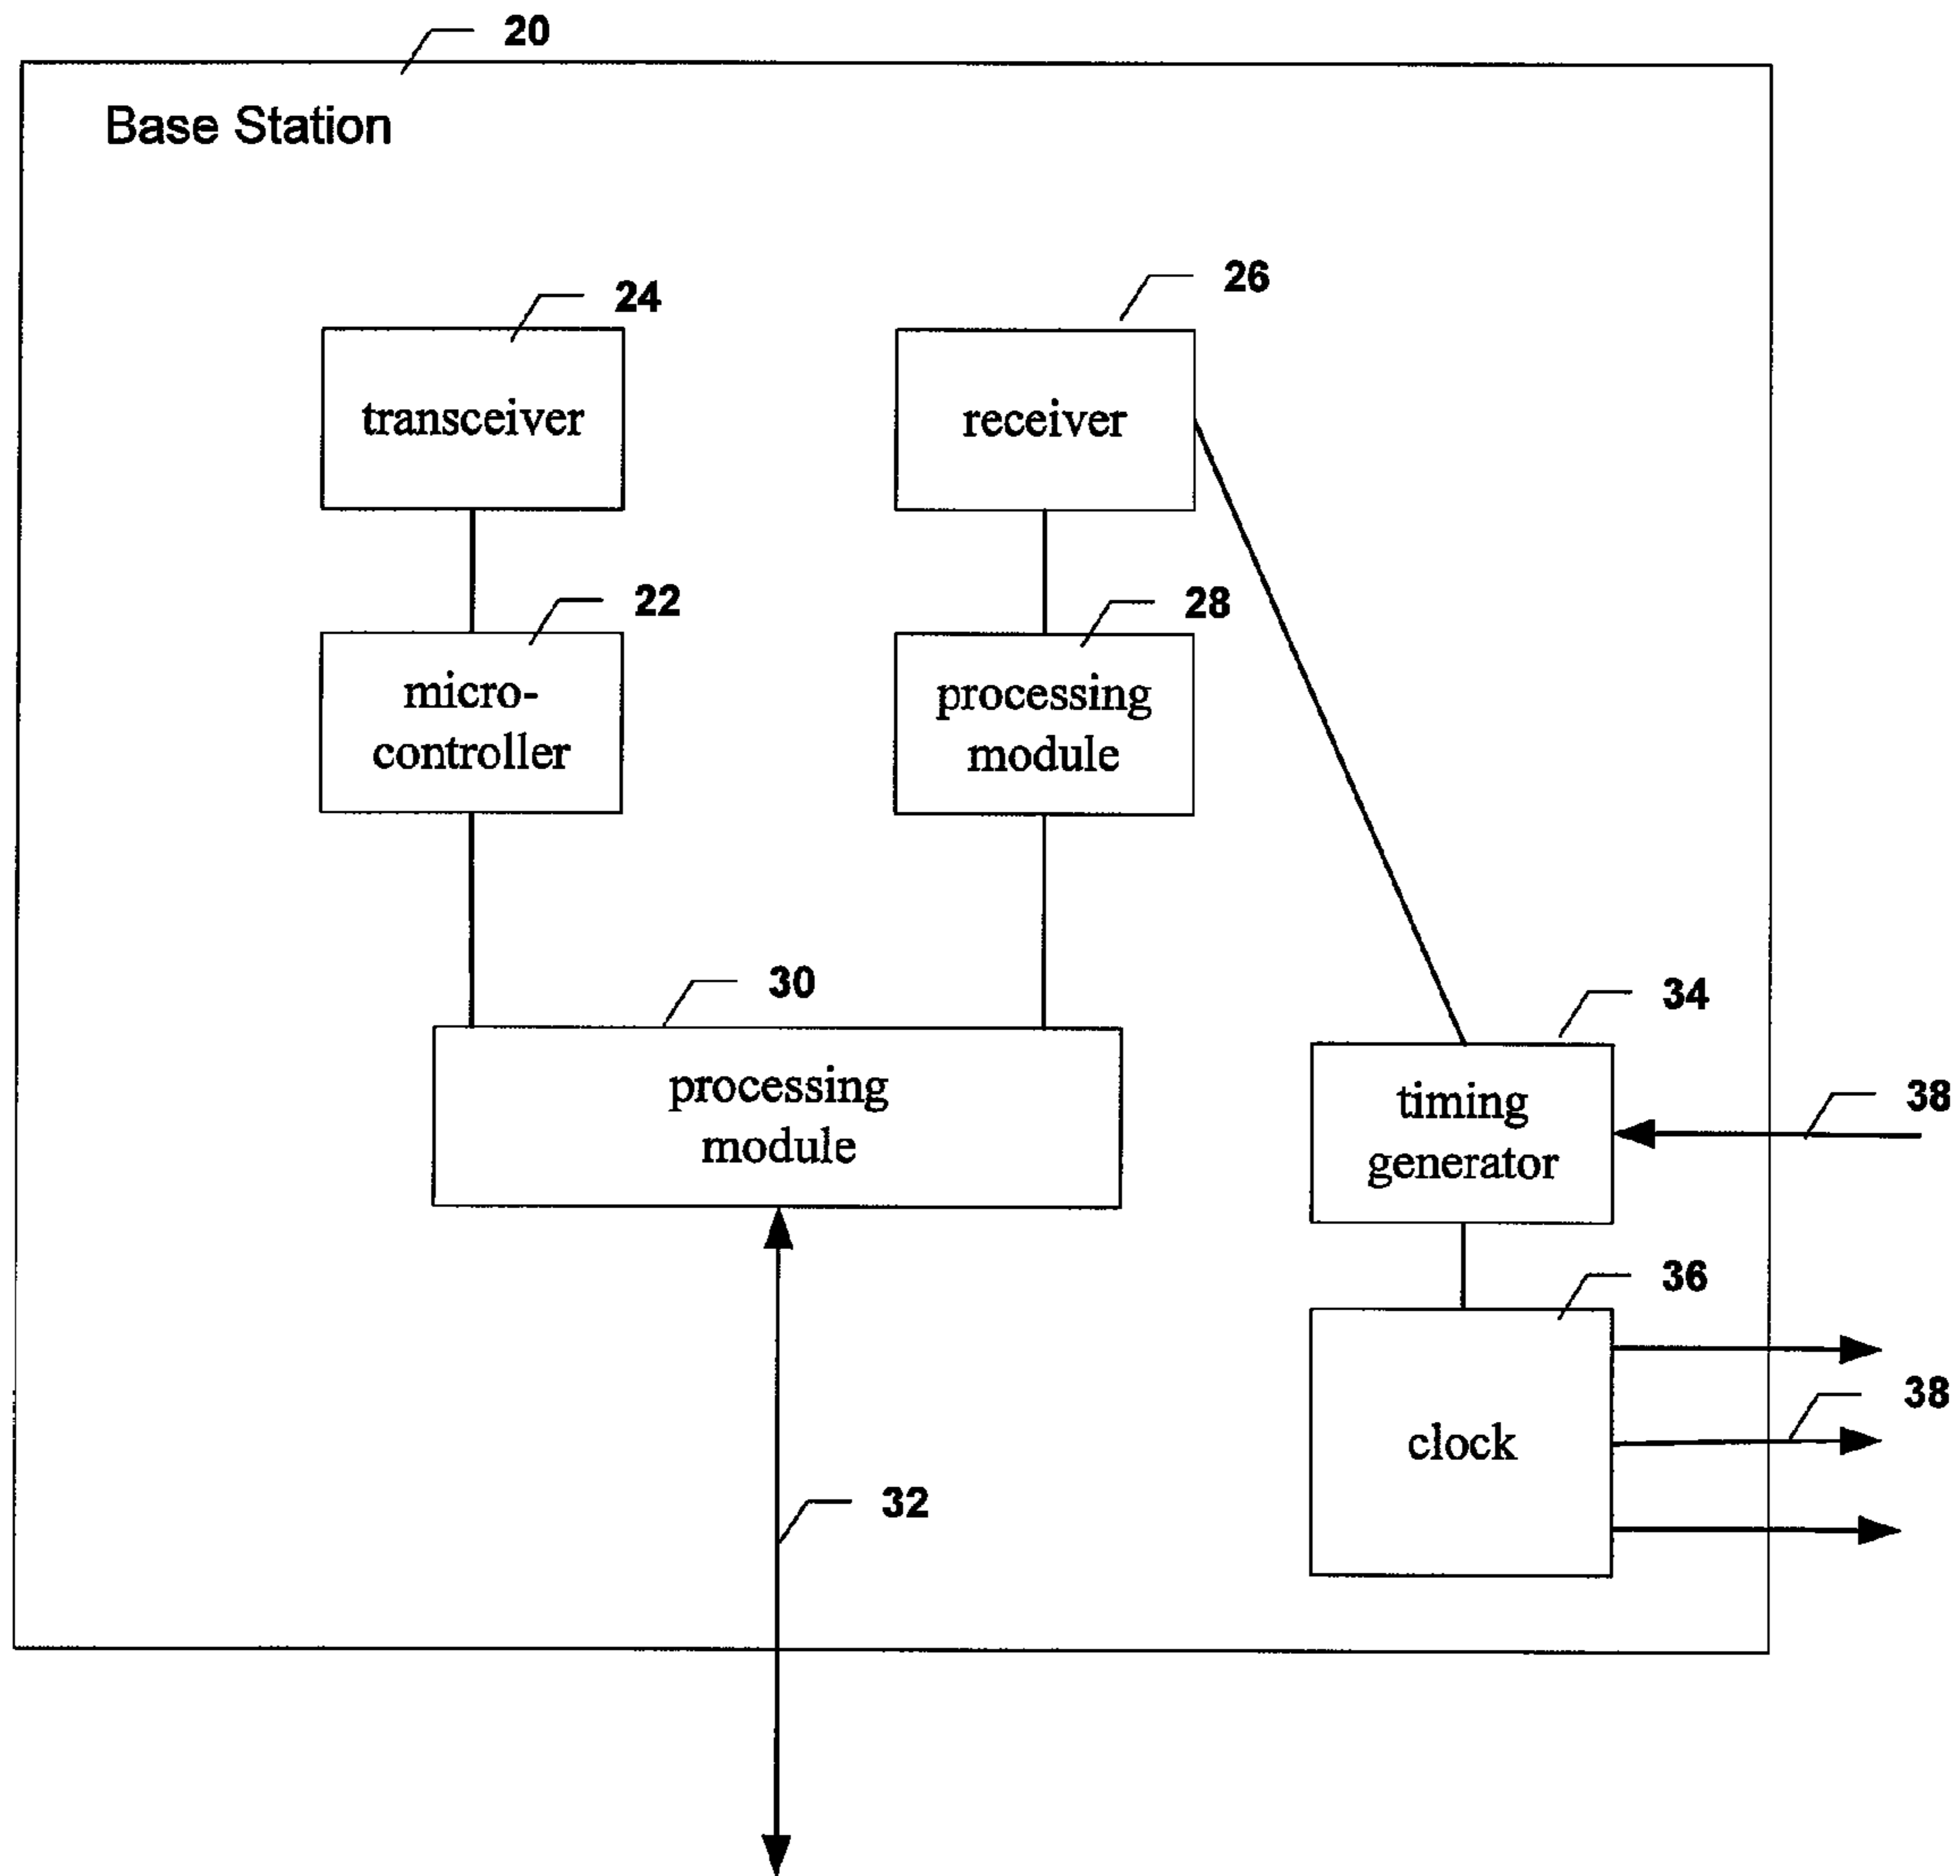 20
Base Station
24
26
transceiver
receiver
22
28
micro-
controller
processing
module
30
34
processing
module
timing
generator
38
36
clock
38
32